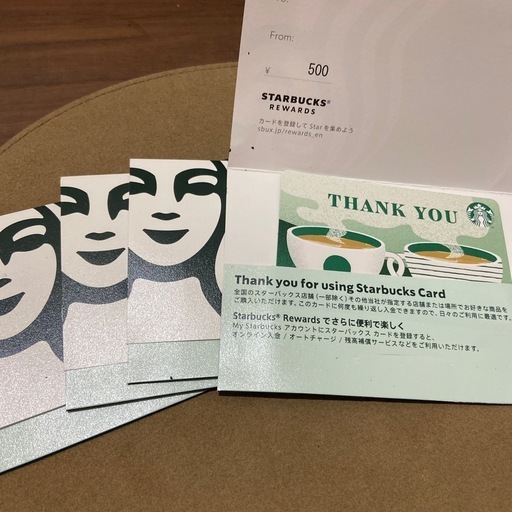 To:
From:
¥ 500
STARBUCKS®
REWARDS
カードを登録して Star を集めよう
sbux.jp/rewards_en
THANK YOU
Thank you for using Starbucks Card
全国のスターバックス店舗 (一部除く) その他当社が指定する店舗または場所でお好きな商品を
ご購入いただけます。このカードに何度も繰り返し入金できますので、日々のご利用に最適です。
Starbucks® Rewards でさらに便利で楽しく
My Starbucks アカウントにスターバックス カードを登録すると、
オンライン入金 / オートチャージ / 残高補償サービスなどをご利用いただけます。